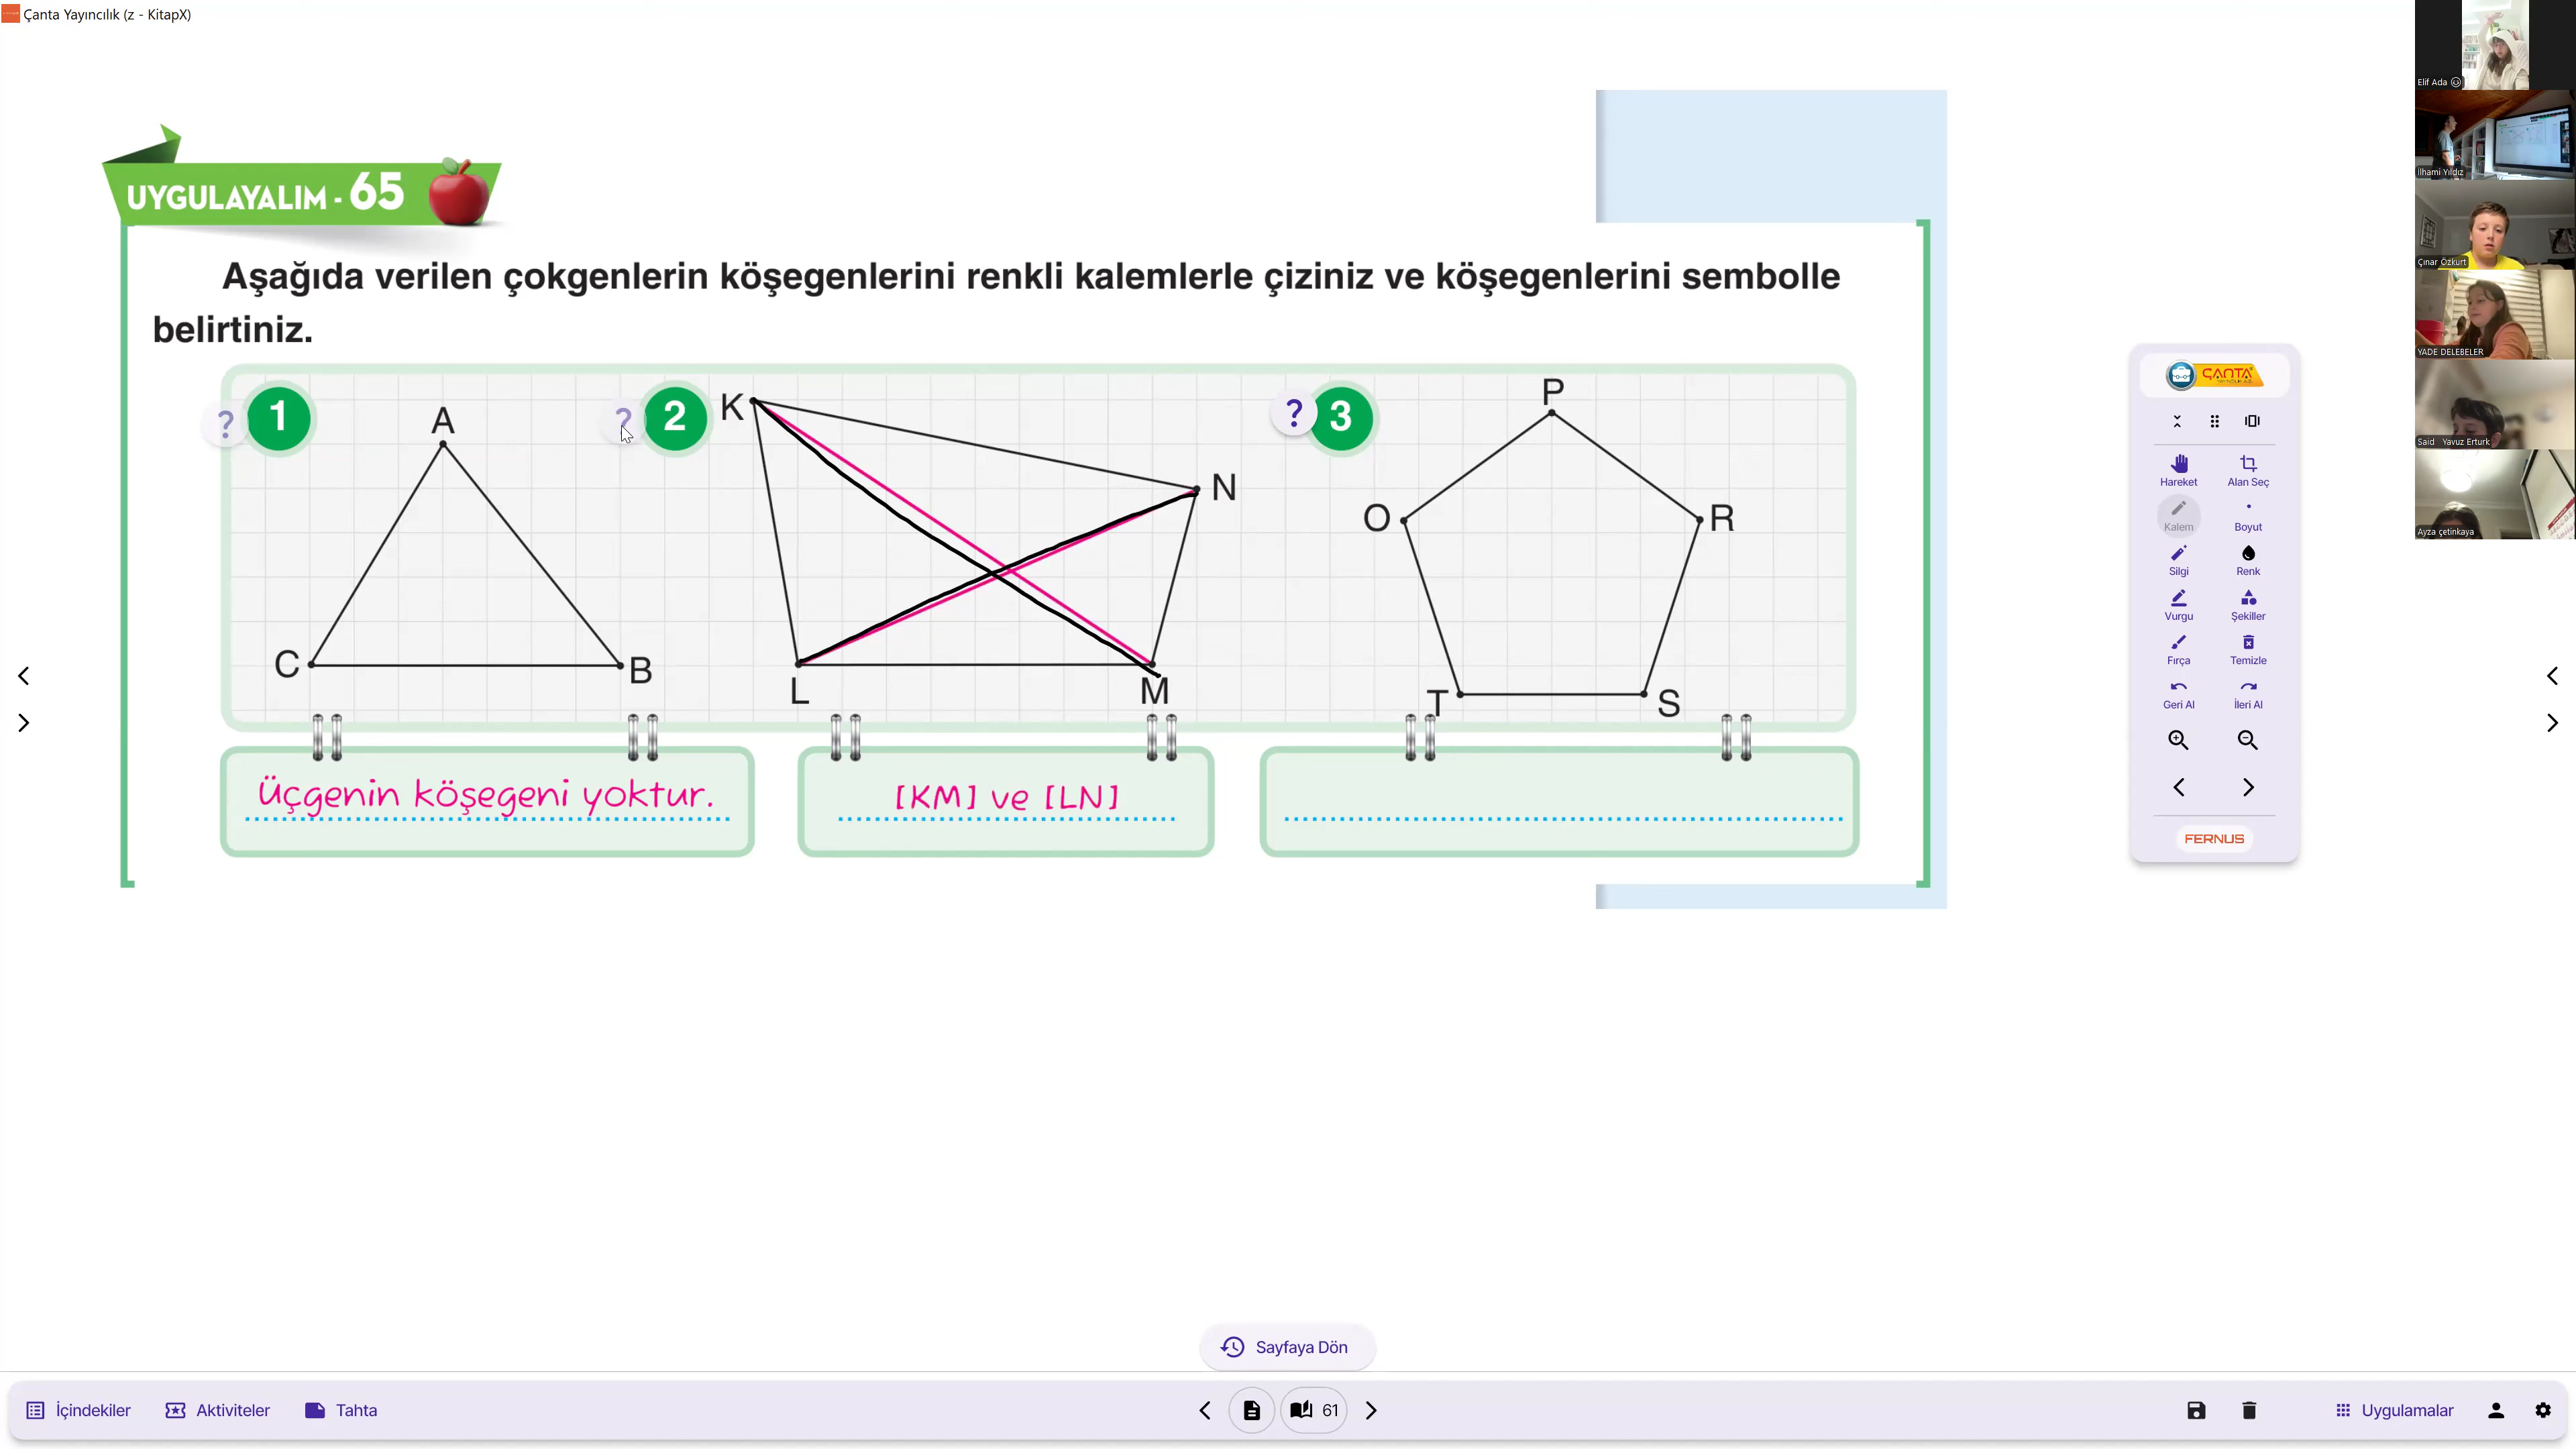 Çanta Yayıncılık (z - KitapX)
UYGULAYALIM - 65
Aşağıda verilen çokgenlerin köşegenlerini renkli kalemlerle çiziniz ve köşegenlerini sembolle
belirtiniz.
? 1
A
C
B
? 2
K
N
L
M
? 3
P
O
R
T
S
Üçgenin köşegeni yoktur.
[KM] ve [LN]
ÇANTA
Hareket
Alan Seç
Kalem
Boyut
Silgi
Renk
Vurgu
Şekiller
Fırça
Temizle
Geri Al
İleri Al
FERNUS
Elif Ada
İlhami Yıldız
Çınar Özkurt
YADE DELEBELER
Said Yavuz Erturk
Ayza çetinkaya
Sayfaya Dön
İçindekiler
Aktiviteler
Tahta
61
Uygulamalar